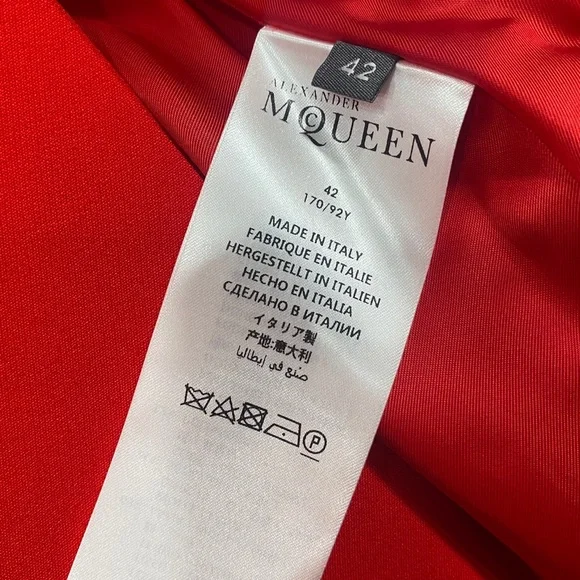 42
ALEXANDER
McQUEEN
42
170/92Y
MADE IN ITALY
FABRIQUE EN ITALIE
HERGESTELLT IN ITALIEN
HECHO EN ITALIA
СДЕЛАНО В ИТАЛИИ
イタリア製
产地:意大利
صنع في إيطاليا
P